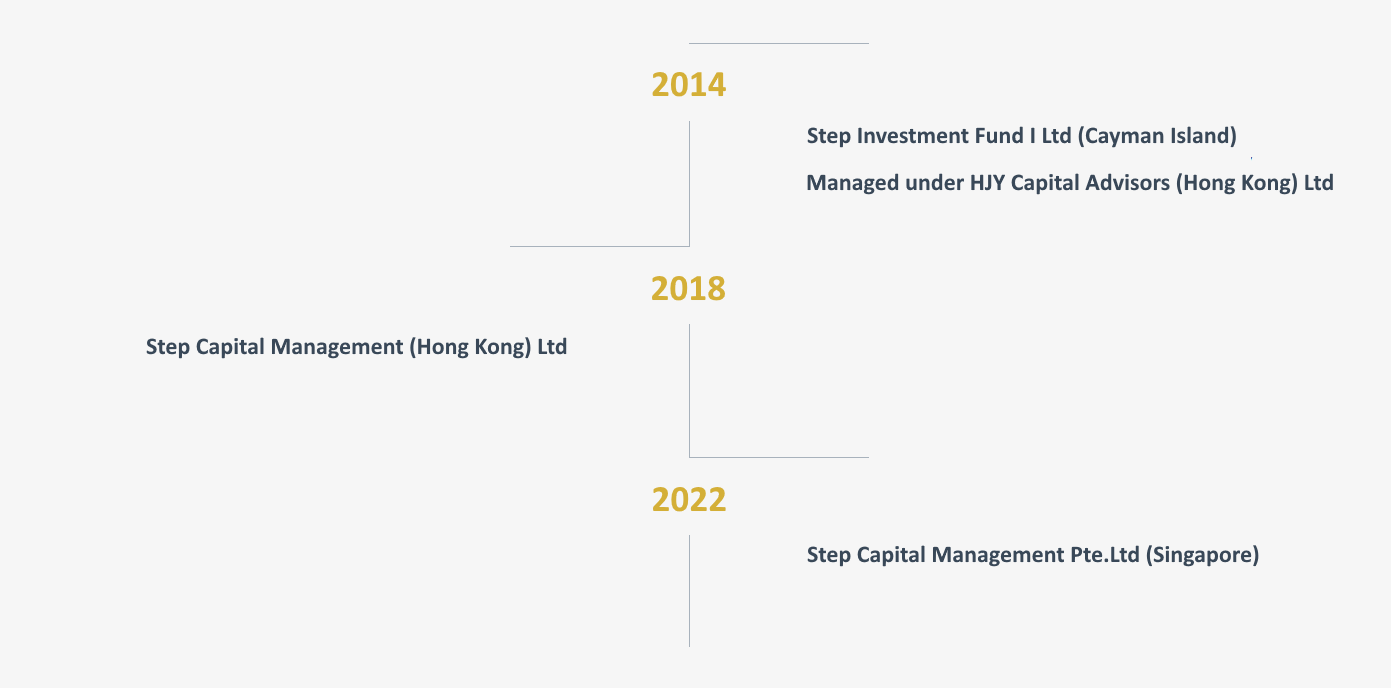 2014
Step Investment Fund I Ltd (Cayman Island)
Managed under HJY Capital Advisors (Hong Kong) Ltd
2018
Step Capital Management (Hong Kong) Ltd
2022
Step Capital Management Pte.Ltd (Singapore)